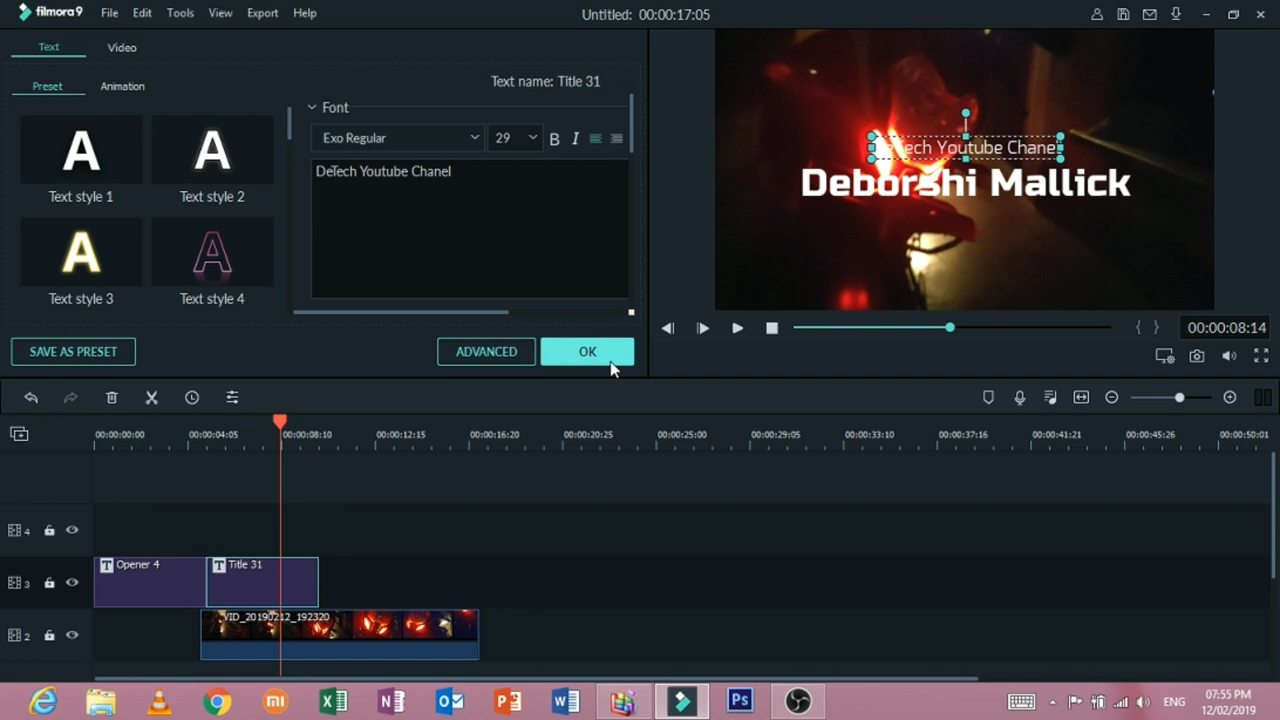 filmora9 File Edit Tools View Export Help Untitled: 00:00:17:05
Text Video
Preset Animation Text name: Title 31
Font
Exo Regular 29 B I
DeTech Youtube Chanel
A A
Text style 1 Text style 2
A A
Text style 3 Text style 4
SAVE AS PRESET ADVANCED OK
DeTech Youtube Chanel
Deborshi Mallick
{ } 00:00:08:14
00:00:00:00 00:00:04:05 00:00:08:10 00:00:12:15 00:00:16:20 00:00:20:25 00:00:25:00 00:00:29:05 00:00:33:10 00:00:37:16 00:00:41:21 00:00:45:26 00:00:50:01
4
3 T Opener 4 T Title 31
2 VID_20190212_192320
ENG 07:55 PM
12/02/2019